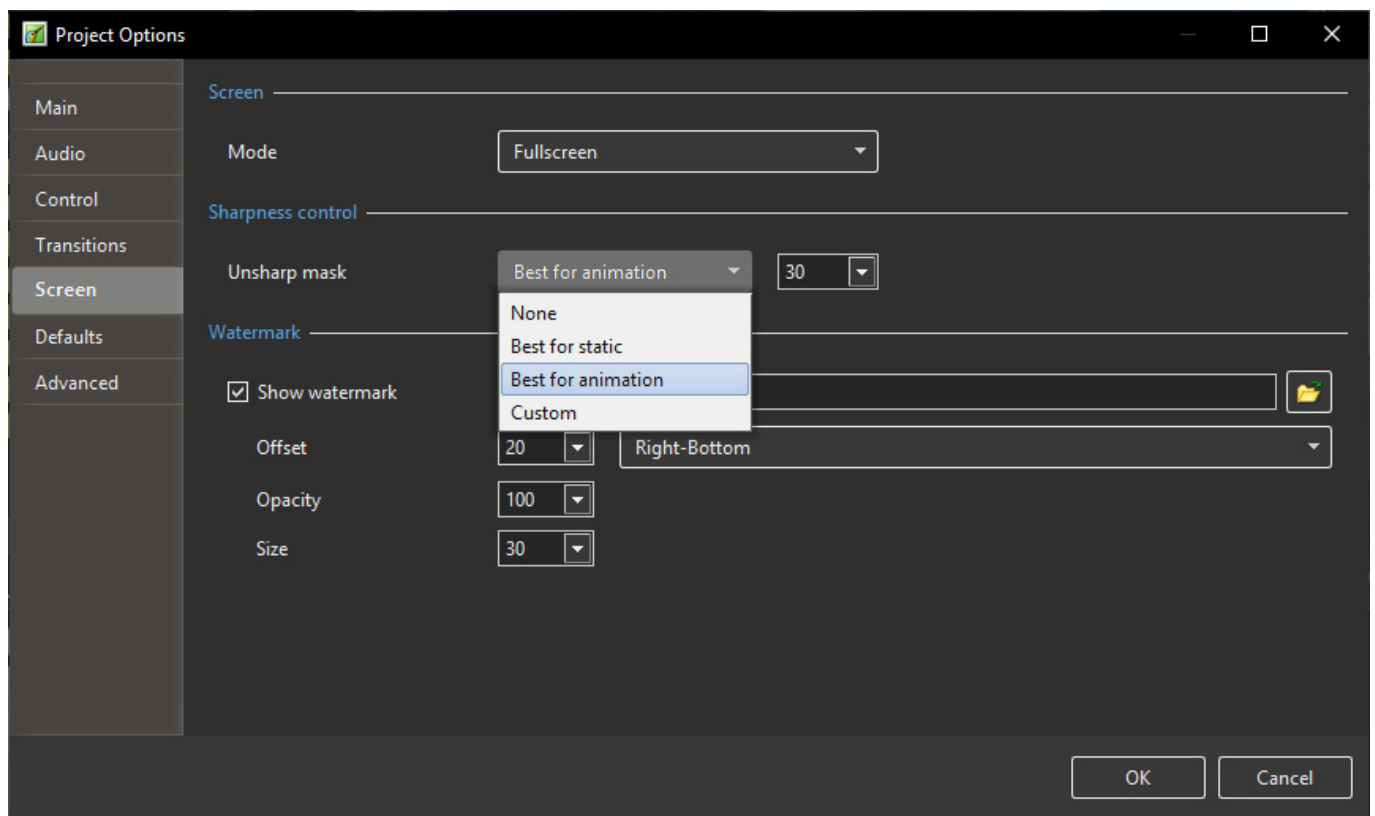 Project Options
Main
Audio
Control
Transitions
Screen
Defaults
Advanced
Screen
Mode Fullscreen
Sharpness control
Unsharp mask Best for animation 30
None
Best for static
Best for animation
Custom
Watermark
Show watermark
Offset 20 Right-Bottom
Opacity 100
Size 30
OK Cancel